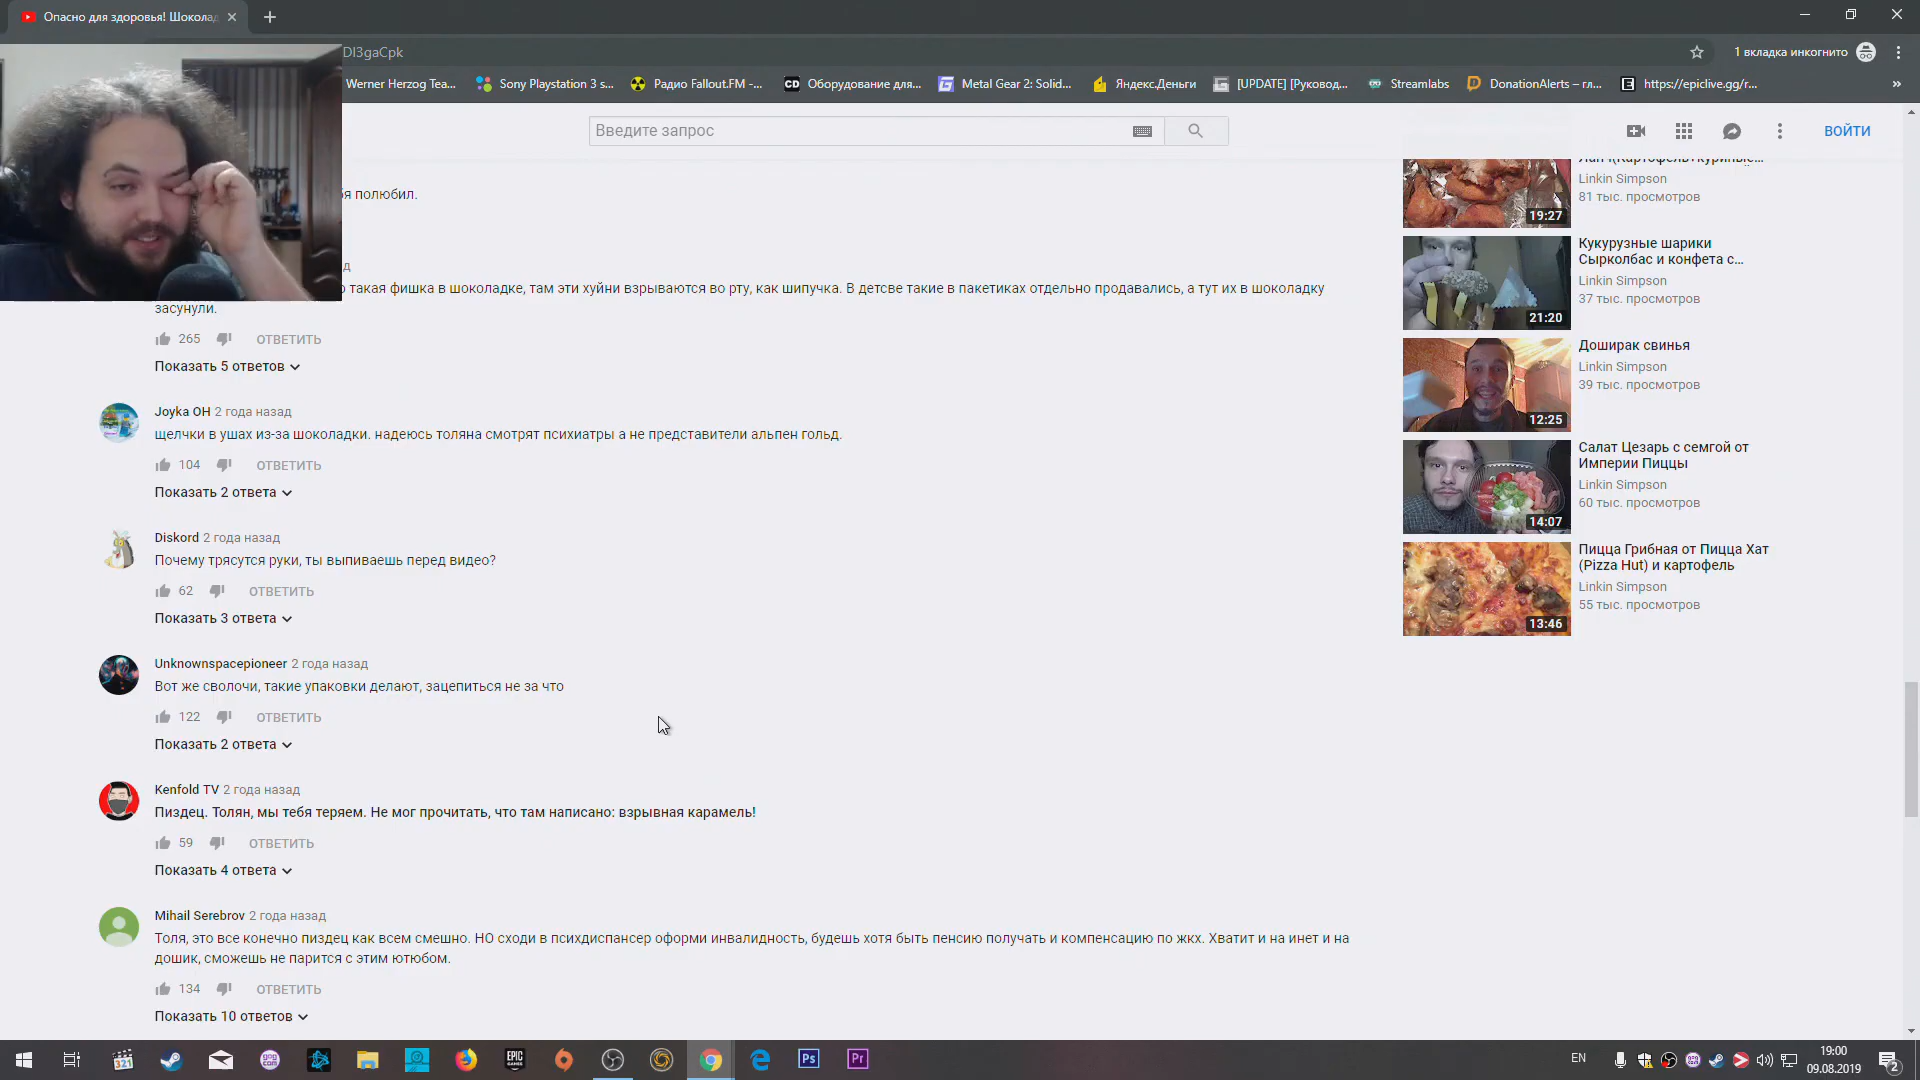 Опасно для здоровья! Шокола
DI3gaCpk
1 вкладка инкогнито
Werner Herzog Tea...
Sony Playstation 3 s...
Радио Fallout.FM -...
CD
Оборудование для...
Metal Gear 2: Solid...
Яндекс.Деньги
[UPDATE] [Руковод...
Streamlabs
DonationAlerts – гл...
https://epiclive.gg/r...
Введите запрос
ВОЙТИ
я полюбил.
д
о такая фишка в шоколадке, там эти хуйни взрываются во рту, как шипучка. В детсве такие в пакетиках отдельно продавались, а тут их в шоколадку
засунули.
265 ОТВЕТИТЬ
Показать 5 ответов
Joyka OH 2 года назад
щелчки в ушах из-за шоколадки. надеюсь толяна смотрят психиатры а не представители альпен гольд.
104 ОТВЕТИТЬ
Показать 2 ответа
Diskord 2 года назад
Почему трясутся руки, ты выпиваешь перед видео?
62 ОТВЕТИТЬ
Показать 3 ответа
Unknownspacepioneer 2 года назад
Вот же сволочи, такие упаковки делают, зацепиться не за что
122 ОТВЕТИТЬ
Показать 2 ответа
Kenfold TV 2 года назад
Пиздец. Толян, мы тебя теряем. Не мог прочитать, что там написано: взрывная карамель!
59 ОТВЕТИТЬ
Показать 4 ответа
Mihail Serebrov 2 года назад
Толя, это все конечно пиздец как всем смешно. НО сходи в психдиспансер оформи инвалидность, будешь хотя быть пенсию получать и компенсацию по жкх. Хватит и на инет и на
дошик, сможешь не парится с этим ютюбом.
134 ОТВЕТИТЬ
Показать 10 ответов
Linkin Simpson
81 тыс. просмотров
19:27
Кукурузные шарики
Сырколбас и конфета с...
Linkin Simpson
37 тыс. просмотров
21:20
Доширак свинья
Linkin Simpson
39 тыс. просмотров
12:25
Салат Цезарь с семгой от
Империи Пиццы
Linkin Simpson
60 тыс. просмотров
14:07
Пицца Грибная от Пицца Хат
(Pizza Hut) и картофель
Linkin Simpson
55 тыс. просмотров
13:46
321
gog
com
EPIC
GAMES
Ps
Pr
EN
19:00
09.08.2019
2